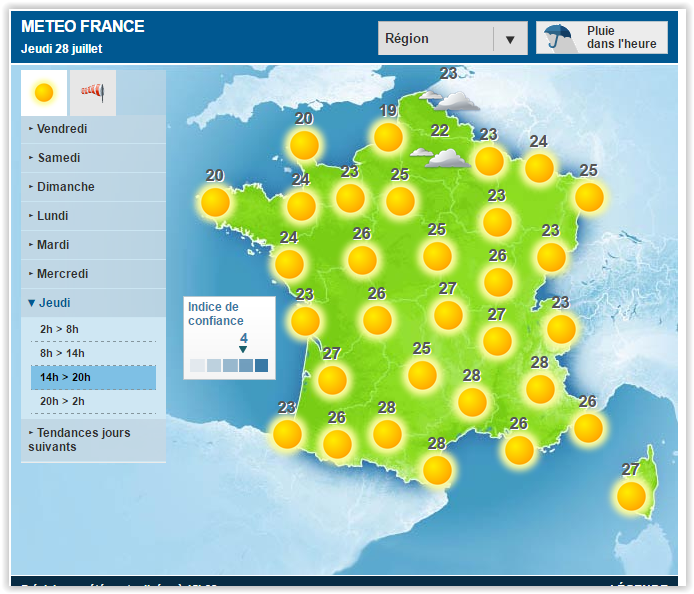 METEO FRANCE
Jeudi 28 juillet
Région ▼
Pluie
dans l'heure
Vendredi
Samedi
Dimanche
Lundi
Mardi
Mercredi
▼ Jeudi
2h > 8h
8h > 14h
14h > 20h
20h > 2h
Tendances jours
suivants
Indice de
confiance
4
23
19
20
22
23
24
20
24
23
25
23
25
24
26
25
26
23
23
26
27
27
23
27
25
28
28
23
26
28
28
26
26
27